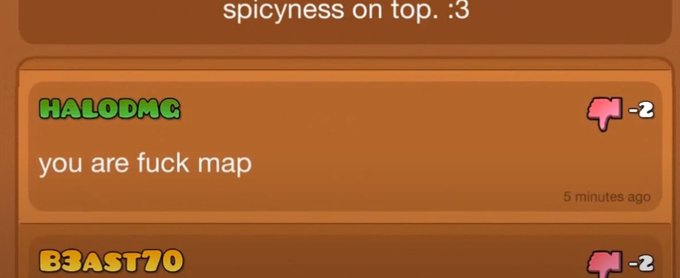 spicyness on top. :3
HALODMG
-2
you are fuck map
5 minutes ago
B3AST70
-2